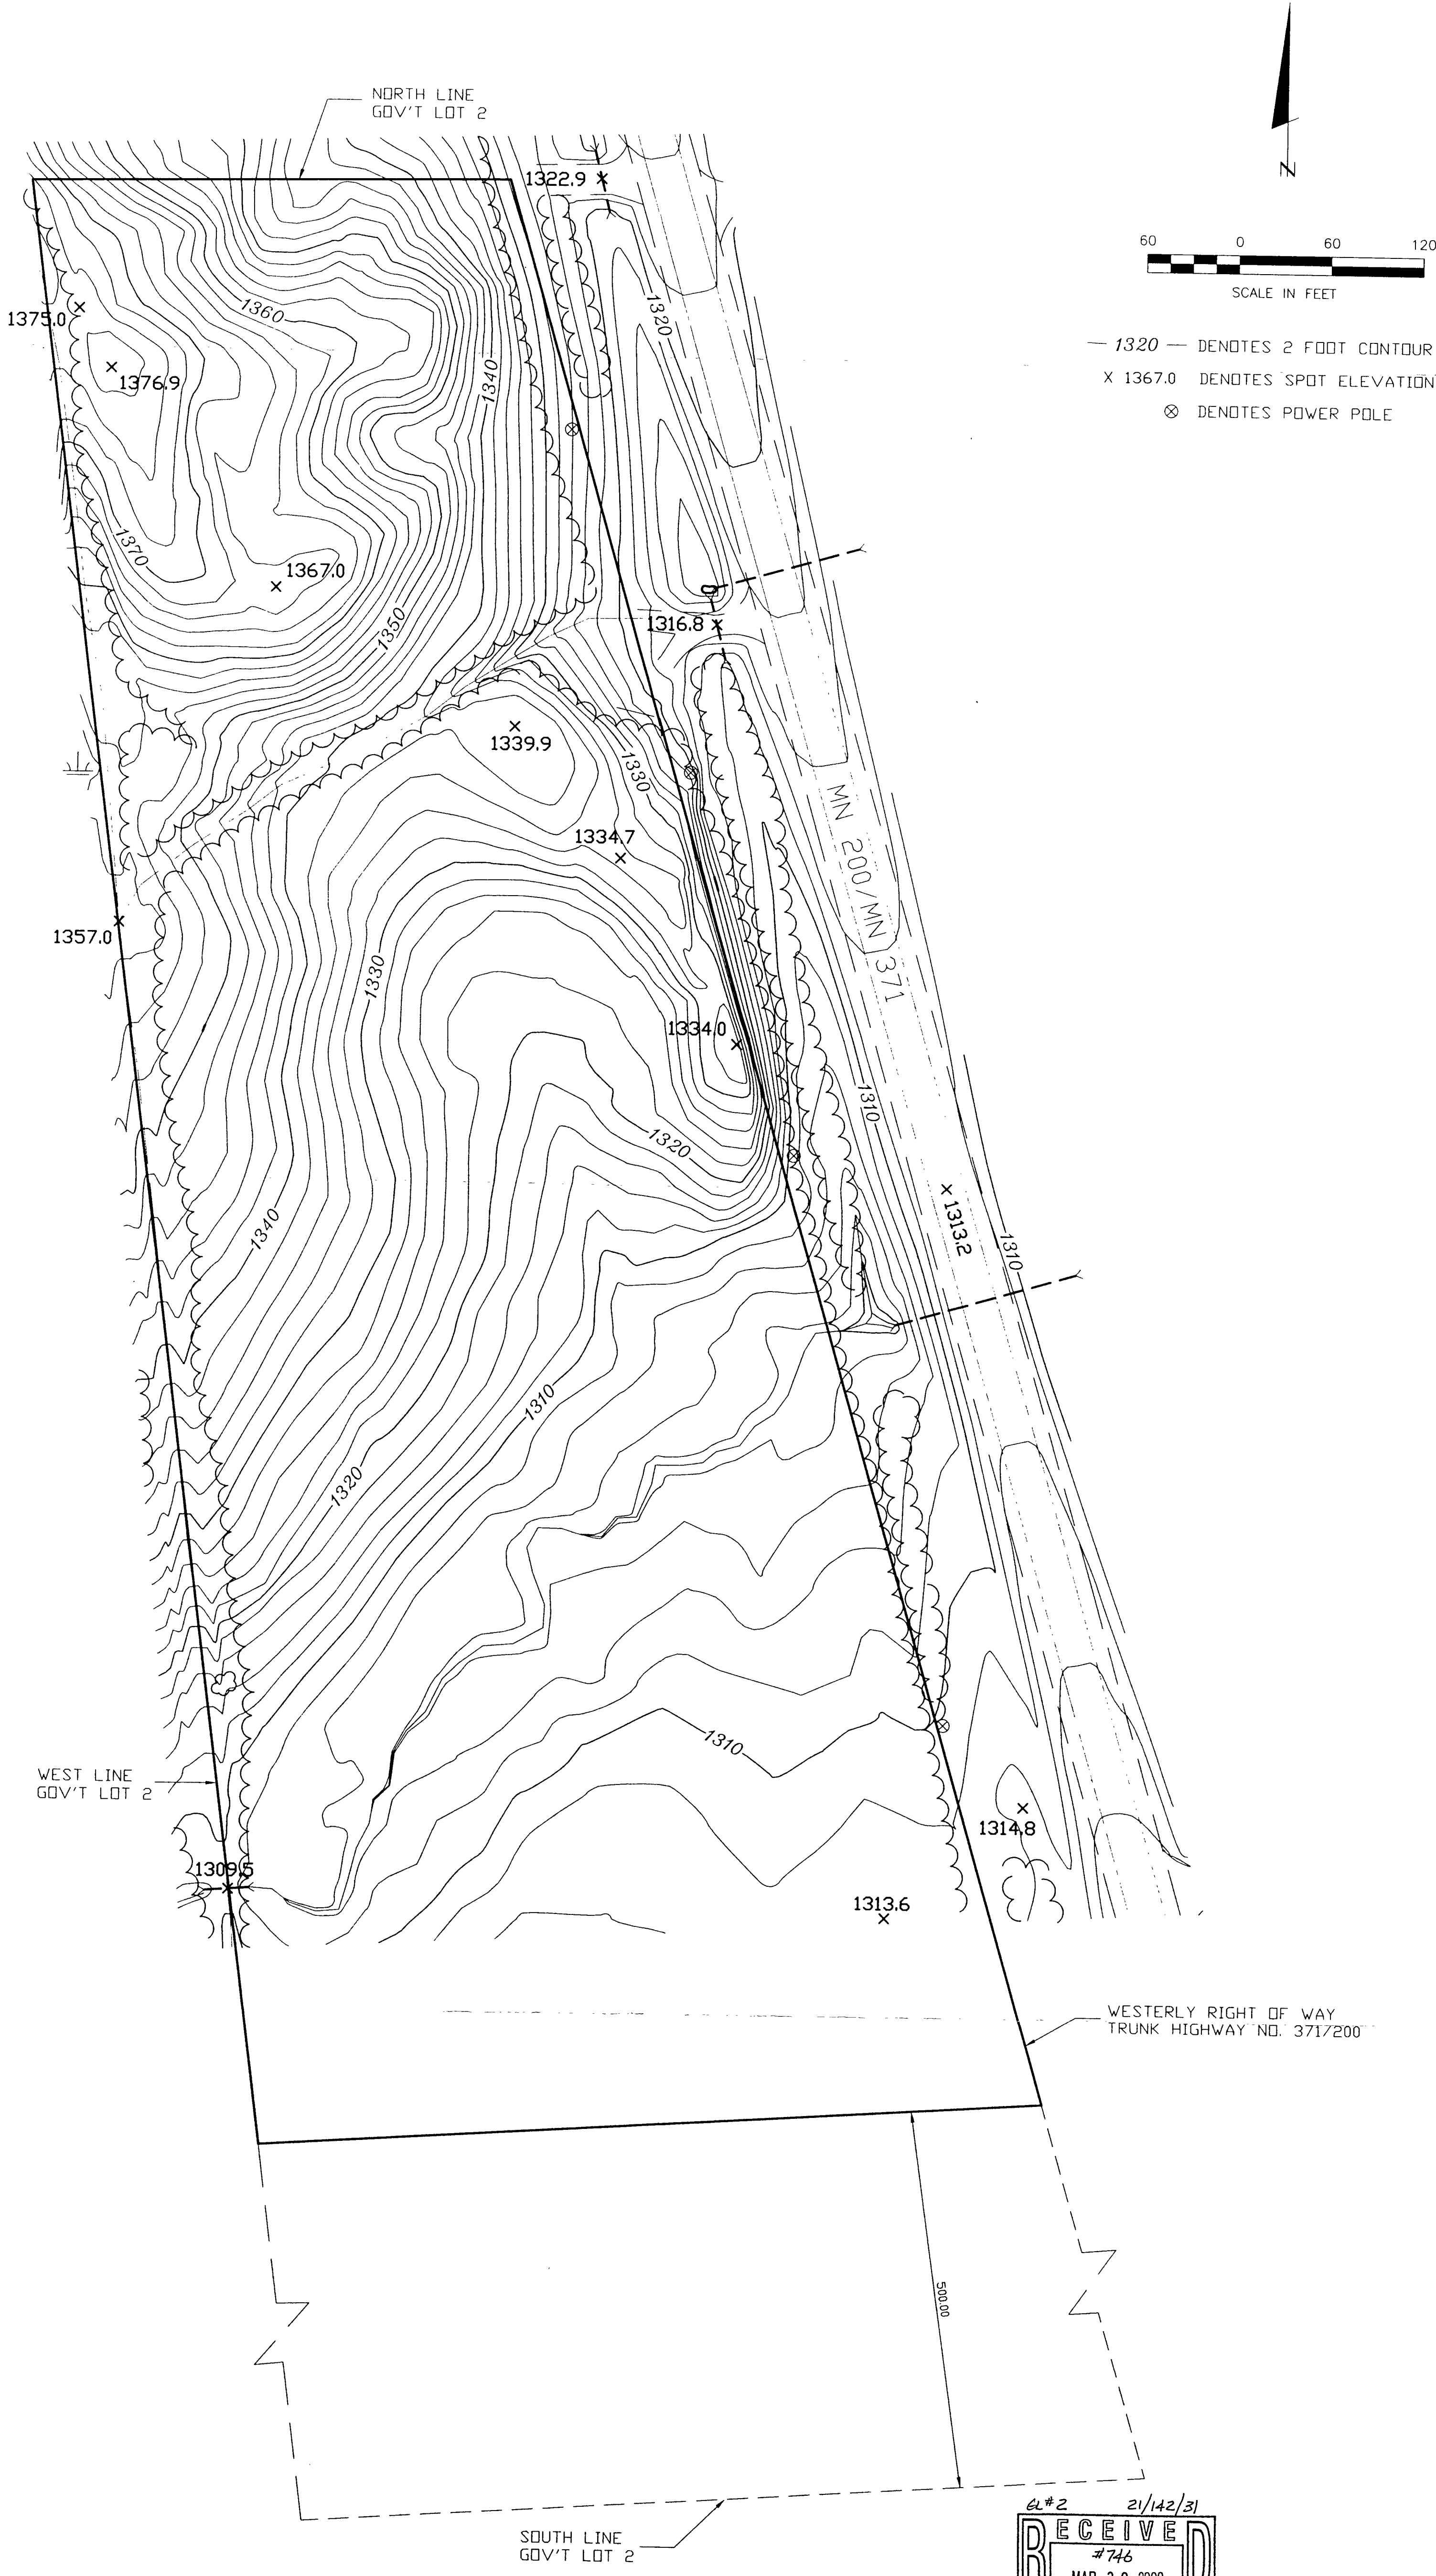 NORTH LINE
GOV'T LOT 2
N
60 0 60 120
SCALE IN FEET
1320 DENOTES 2 FOOT CONTOUR
X 1367.0 DENOTES SPOT ELEVATION
DENOTES POWER POLE
1322.9
1375.0
1360
1320
1376.9
1340
1370
1367.0
1350
1316.8
1339.9
1330
1334.7
MN 200/MN 371
1357.0
1330
1334.0
1310
1320
1340
1313.2
1310
1310
1320
1310
WEST LINE
GOV'T LOT 2
1314.8
1309.5
1313.6
WESTERLY RIGHT OF WAY
TRUNK HIGHWAY NO. 371/200
500.00
SOUTH LINE
GOV'T LOT 2
GL#2 21/142/31
RECEIVED
#746